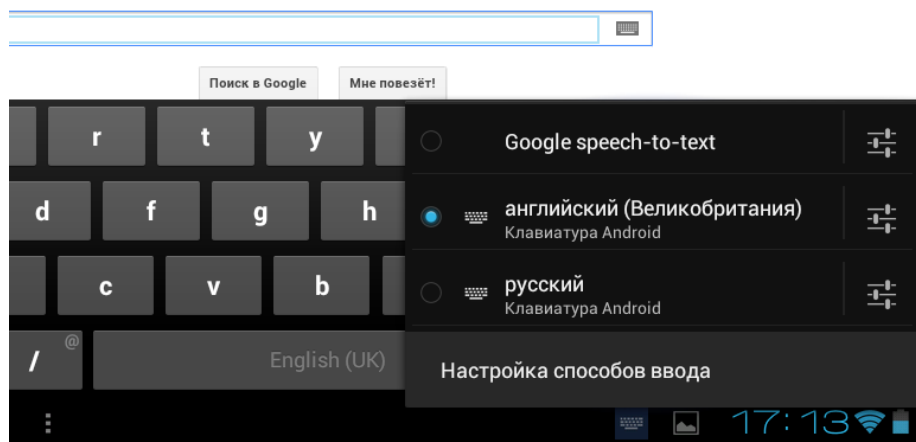 Поиск в Google Мне повезёт!
r t y
Google speech-to-text
d f g h
английский (Великобритания)
Клавиатура Android
c v b
русский
Клавиатура Android
/ @ English (UK)
Настройка способов ввода
17:13